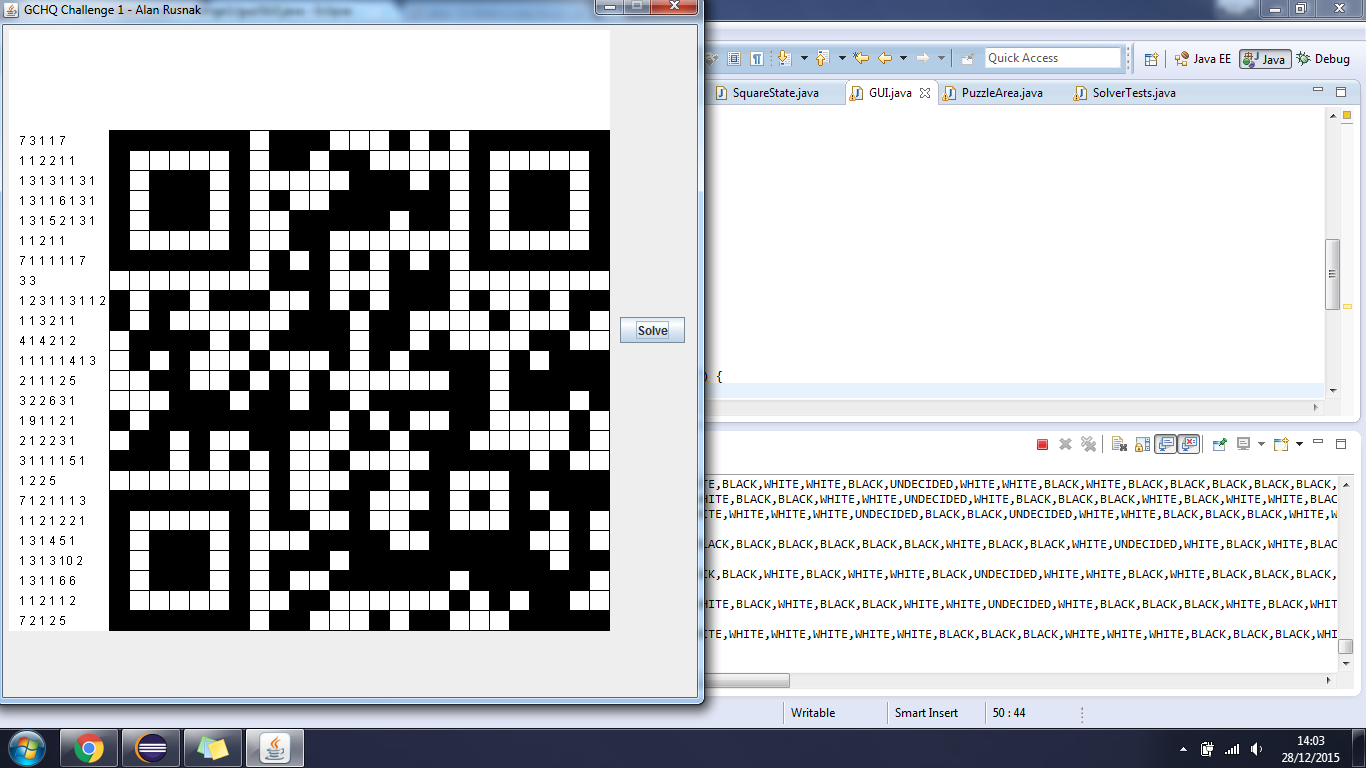 GCHQ Challenge 1 - Alan Rusnak
Quick Access
Java EE
Java
Debug
SquareState.java
GUI.java
PuzzleArea.java
SolverTests.java
7 3 1 1 7
1 1 2 2 1 1
1 3 1 3 1 1 3 1
1 3 1 1 6 1 3 1
1 3 1 5 2 1 3 1
1 1 2 1 1
7 1 1 1 1 1 7
3 3
1 2 3 1 1 3 1 1 2
1 1 3 2 1 1
4 1 4 2 1 2
1 1 1 1 1 4 1 3
2 1 1 1 2 5
3 2 2 6 3 1
1 9 1 1 2 1
2 1 2 2 3 1
3 1 1 1 1 5 1
1 2 2 5
7 1 2 1 1 1 3
1 1 2 1 2 2 1
1 3 1 4 5 1
1 3 1 3 10 2
1 3 1 1 6 6
1 1 2 1 1 2
7 2 1 2 5
Solve
) {
TE,BLACK,WHITE,WHITE,BLACK,UNDECIDED,WHITE,WHITE,BLACK,WHITE,BLACK,BLACK,BLACK,BLACK,BLACK,
HITE,BLACK,BLACK,WHITE,WHITE,UNDECIDED,WHITE,BLACK,BLACK,BLACK,WHITE,BLACK,WHITE,WHITE,BLAC
WHITE,WHITE,WHITE,WHITE,UNDECIDED,BLACK,BLACK,UNDECIDED,WHITE,WHITE,BLACK,BLACK,BLACK,WHITE,W
ACK,BLACK,BLACK,BLACK,BLACK,BLACK,WHITE,BLACK,BLACK,WHITE,UNDECIDED,WHITE,BLACK,WHITE,BLAC
K,BLACK,WHITE,BLACK,WHITE,WHITE,BLACK,UNDECIDED,WHITE,WHITE,BLACK,WHITE,BLACK,BLACK,BLACK,
ITE,BLACK,WHITE,BLACK,BLACK,WHITE,WHITE,UNDECIDED,WHITE,BLACK,BLACK,BLACK,WHITE,BLACK,WHIT
TE,WHITE,WHITE,WHITE,WHITE,WHITE,BLACK,BLACK,BLACK,WHITE,WHITE,WHITE,BLACK,BLACK,BLACK,WHI
Writable
Smart Insert
50 : 44
14:03
28/12/2015